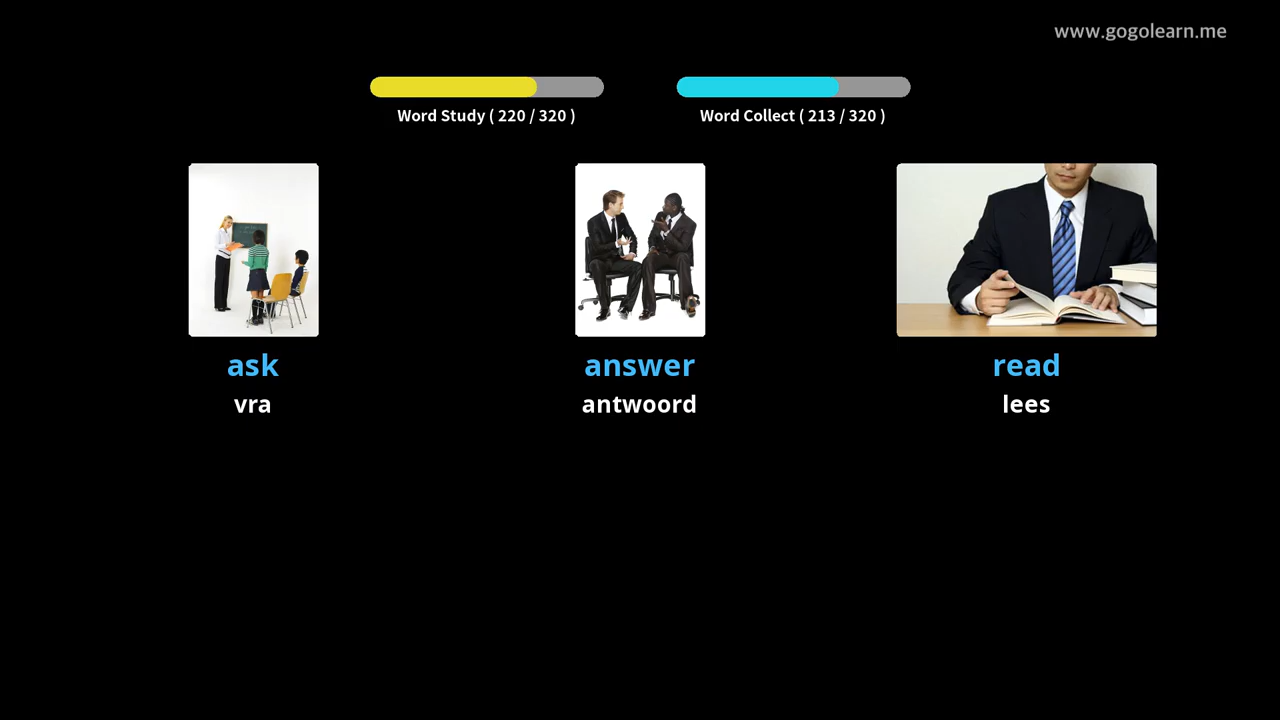 www.gogolearn.me
Word Study ( 220 / 320 )
Word Collect ( 213 / 320 )
ask
answer
read
vra
antwoord
lees